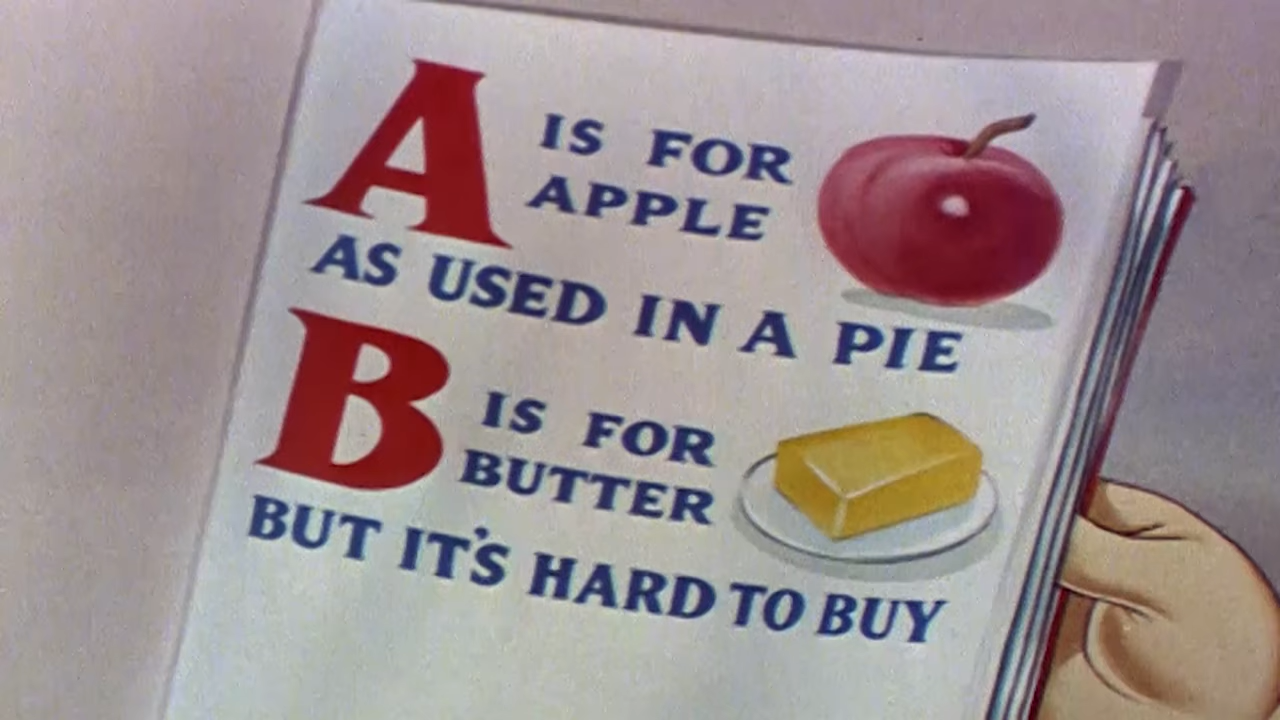 A IS FOR
APPLE
AS USED IN A PIE
B IS FOR
BUTTER
BUT IT'S HARD TO BUY